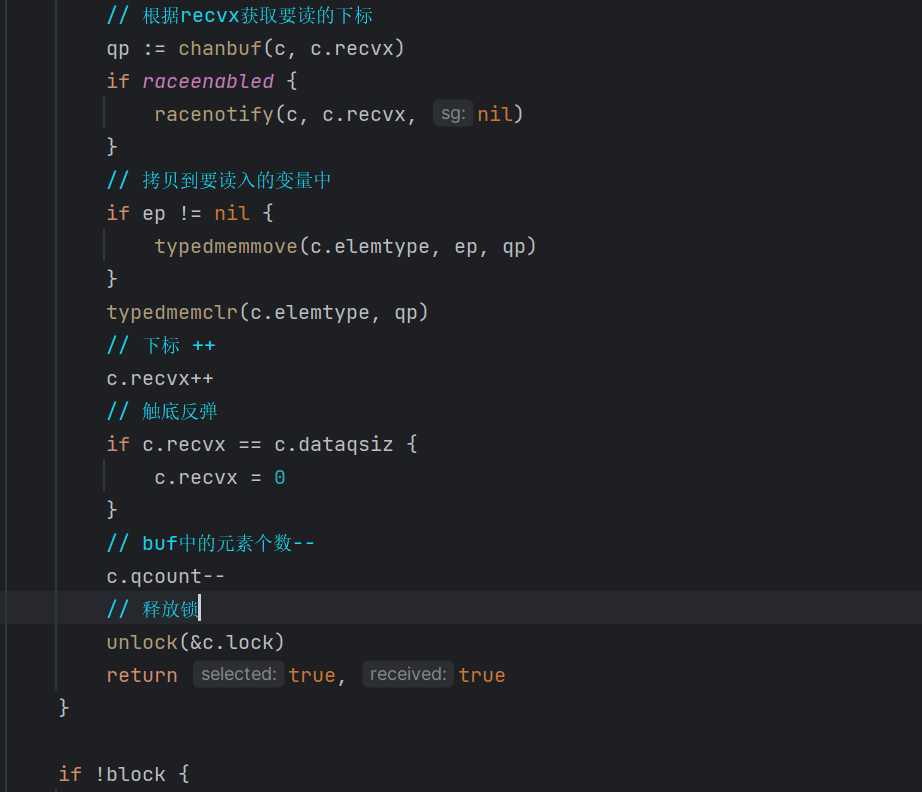 // 根据recvx获取要读的下标
qp := chanbuf(c, c.recvx)
if raceenabled {
racenotify(c, c.recvx, sg: nil)
}
// 拷贝到要读入的变量中
if ep != nil {
typedmemmove(c.elemtype, ep, qp)
}
typedmemclr(c.elemtype, qp)
// 下标 ++
c.recvx++
// 触底反弹
if c.recvx == c.dataqsiz {
c.recvx = 0
}
// buf中的元素个数--
c.qcount--
// 释放锁
unlock(&c.lock)
return selected: true, received: true
}
if !block {